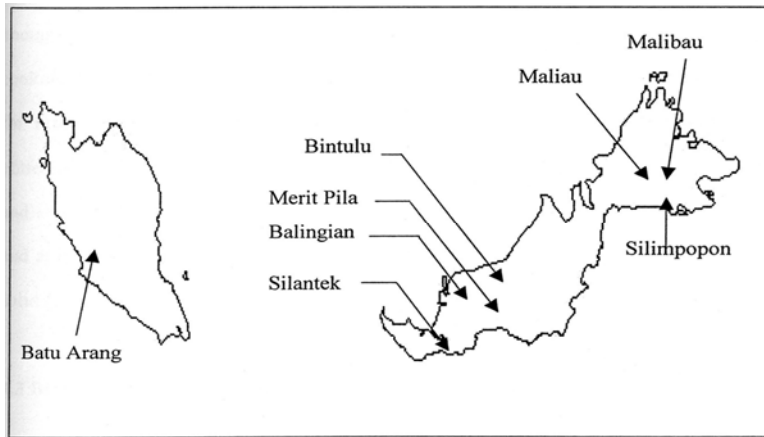 Malibau
Maliau
Bintulu
Merit Pila
Balingian
Silimpopon
Silantek
Batu Arang